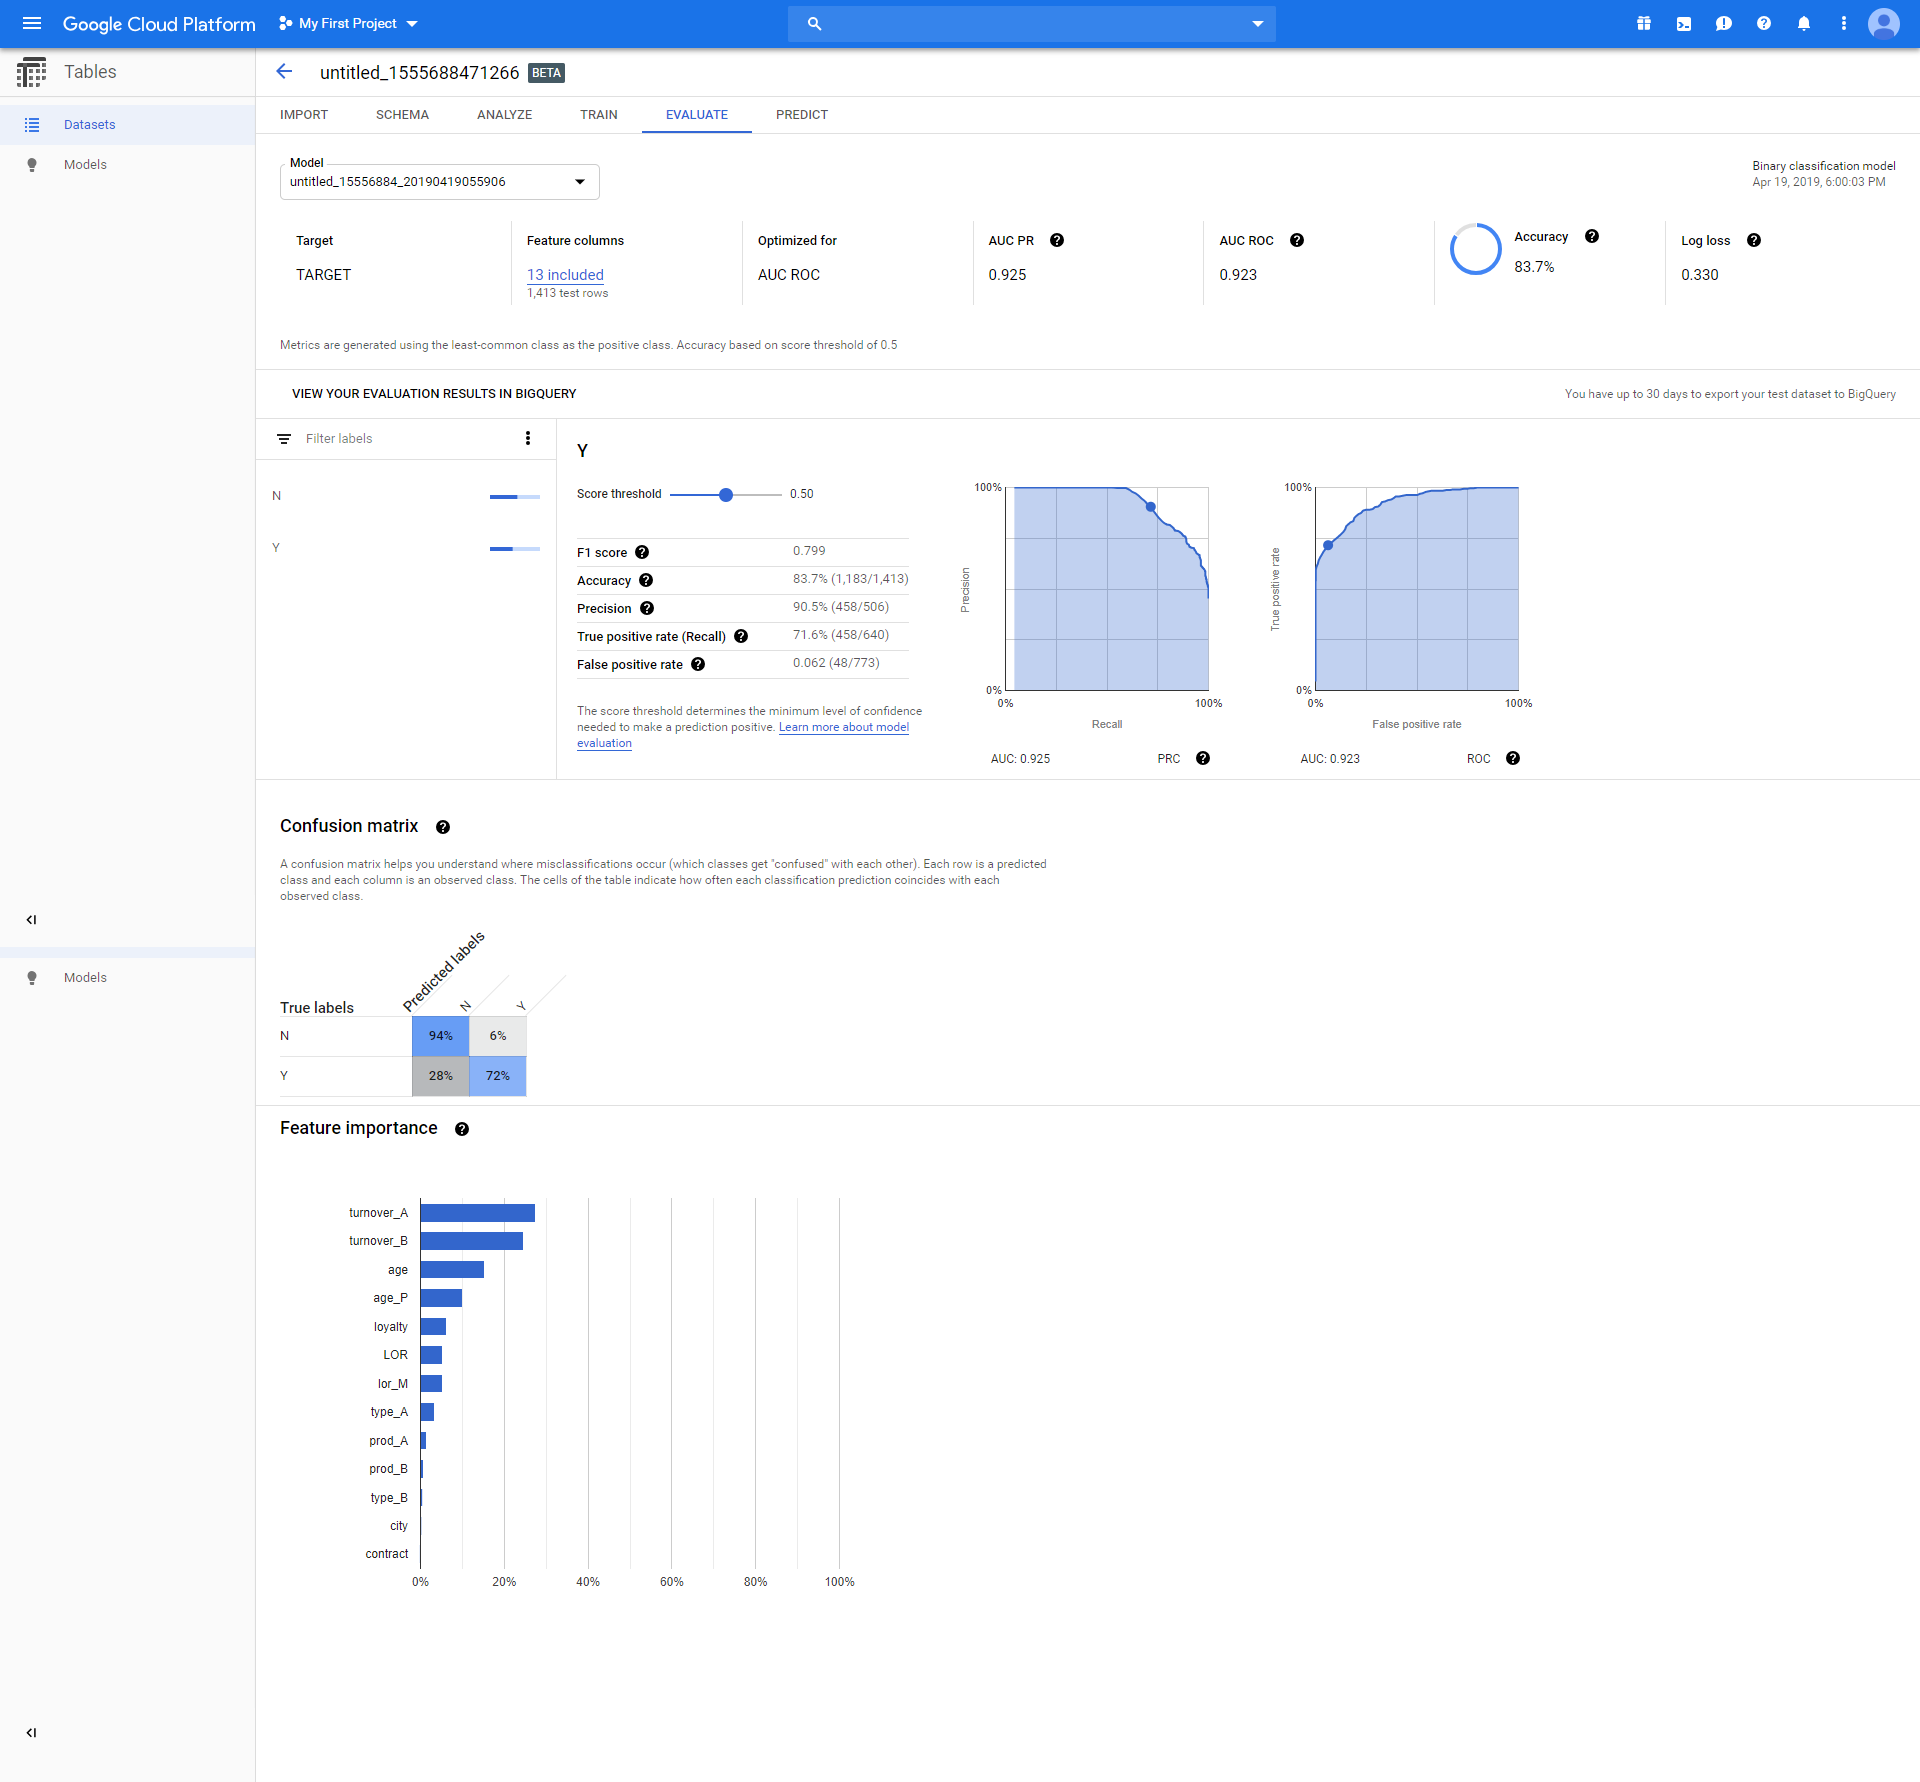 Google Cloud Platform
My First Project
Tables
untitled_1555688471266 BETA
Datasets
Models
IMPORT SCHEMA ANALYZE TRAIN EVALUATE PREDICT
Model
untitled_15556884_20190419055906
Binary classification model
Apr 19, 2019, 6:00:03 PM
Target
TARGET
Feature columns
13 included
1,413 test rows
Optimized for
AUC ROC
AUC PR
0.925
AUC ROC
0.923
Accuracy
83.7%
Log loss
0.330
Metrics are generated using the least-common class as the positive class. Accuracy based on score threshold of 0.5
VIEW YOUR EVALUATION RESULTS IN BIGQUERY
You have up to 30 days to export your test dataset to BigQuery
Filter labels
N
Y
Y
Score threshold 0.50
F1 score 0.799
Accuracy 83.7% (1,183/1,413)
Precision 90.5% (458/506)
True positive rate (Recall) 71.6% (458/640)
False positive rate 0.062 (48/773)
The score threshold determines the minimum level of confidence
needed to make a prediction positive. Learn more about model
evaluation
100%
Precision
0%
0% 100%
Recall
AUC: 0.925 PRC
100%
True positive rate
0%
0% 100%
False positive rate
AUC: 0.923 ROC
Confusion matrix
A confusion matrix helps you understand where misclassifications occur (which classes get "confused" with each other). Each row is a predicted
class and each column is an observed class. The cells of the table indicate how often each classification prediction coincides with each
observed class.
Models
Predicted labels
True labels N Y
N 94% 6%
Y 28% 72%
Feature importance
turnover_A
turnover_B
age
age_P
loyalty
LOR
lor_M
type_A
prod_A
prod_B
type_B
city
contract
0% 20% 40% 60% 80% 100%